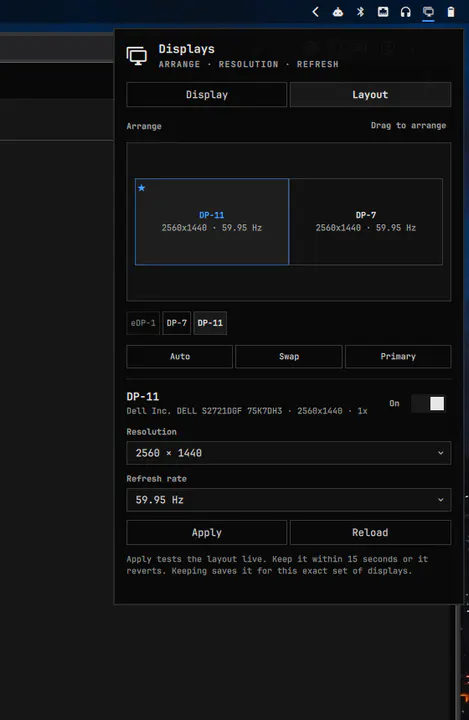 Displays
ARRANGE · RESOLUTION · REFRESH
Display
Layout
Arrange
Drag to arrange
DP-11
2560x1440 · 59.95 Hz
DP-7
2560x1440 · 59.95 Hz
eDP-1
DP-7
DP-11
Auto
Swap
Primary
DP-11
Dell Inc. DELL S2721DGF 75K7DH3 · 2560x1440 · 1x
On
Resolution
2560 × 1440
Refresh rate
59.95 Hz
Apply
Reload
Apply tests the layout live. Keep it within 15 seconds or it
reverts. Keeping saves it for this exact set of displays.